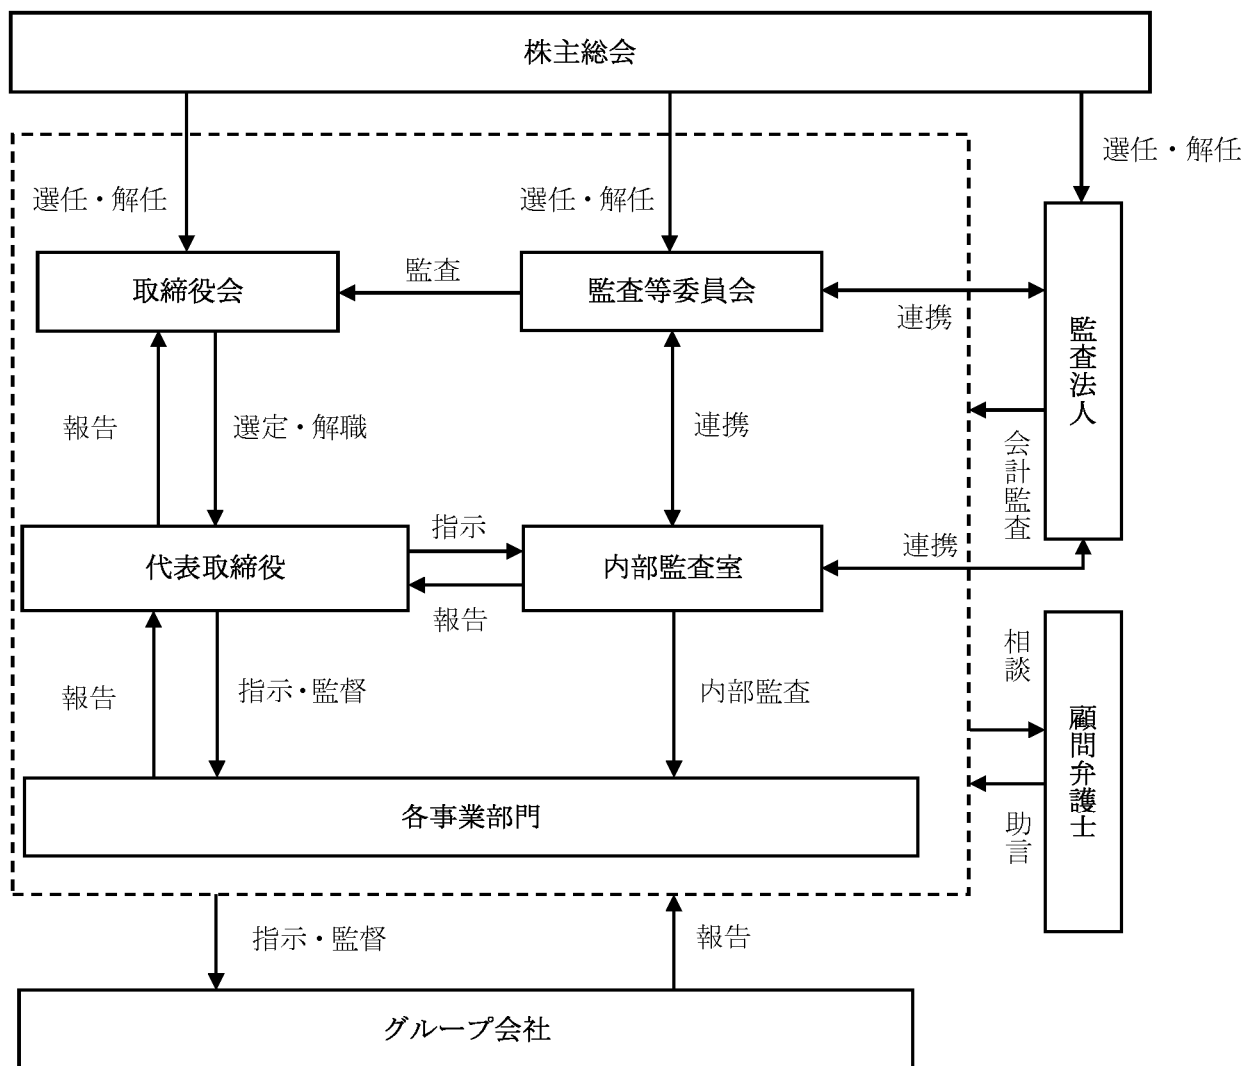 株主総会
選任・解任
選任・解任
選任・解任
取締役会
監査
監査等委員会
連携
監査法人
報告
選定・解職
連携
会計監査
代表取締役
指示
報告
内部監査室
連携
報告
指示・監督
内部監査
相談
顧問弁護士
助言
各事業部門
指示・監督
報告
グループ会社